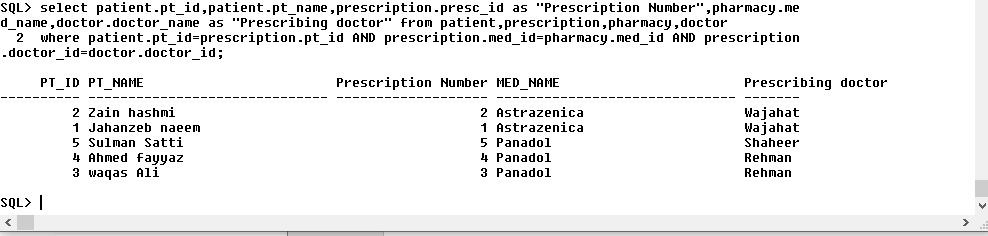 SQL> select patient.pt_id,patient.pt_name,prescription.presc_id as "Prescription Number",pharmacy.me
d_name,doctor.doctor_name as "Prescribing doctor" from patient,prescription,pharmacy,doctor
  2  where patient.pt_id=prescription.pt_id AND prescription.med_id=pharmacy.med_id AND prescription
.doctor_id=doctor.doctor_id;
     PT_ID PT_NAME                        Prescription Number MED_NAME                       Prescribing doctor
---------- ------------------------------ ------------------- ------------------------------ -------
         2 Zain hashmi                                      2 Astrazenica                    Wajahat
         1 Jahanzeb naeem                                   1 Astrazenica                    Wajahat
         5 Sulman Satti                                     5 Panadol                        Shaheer
         4 Ahmed fayyaz                                     4 Panadol                        Rehman
         3 waqas Ali                                        3 Panadol                        Rehman
SQL>